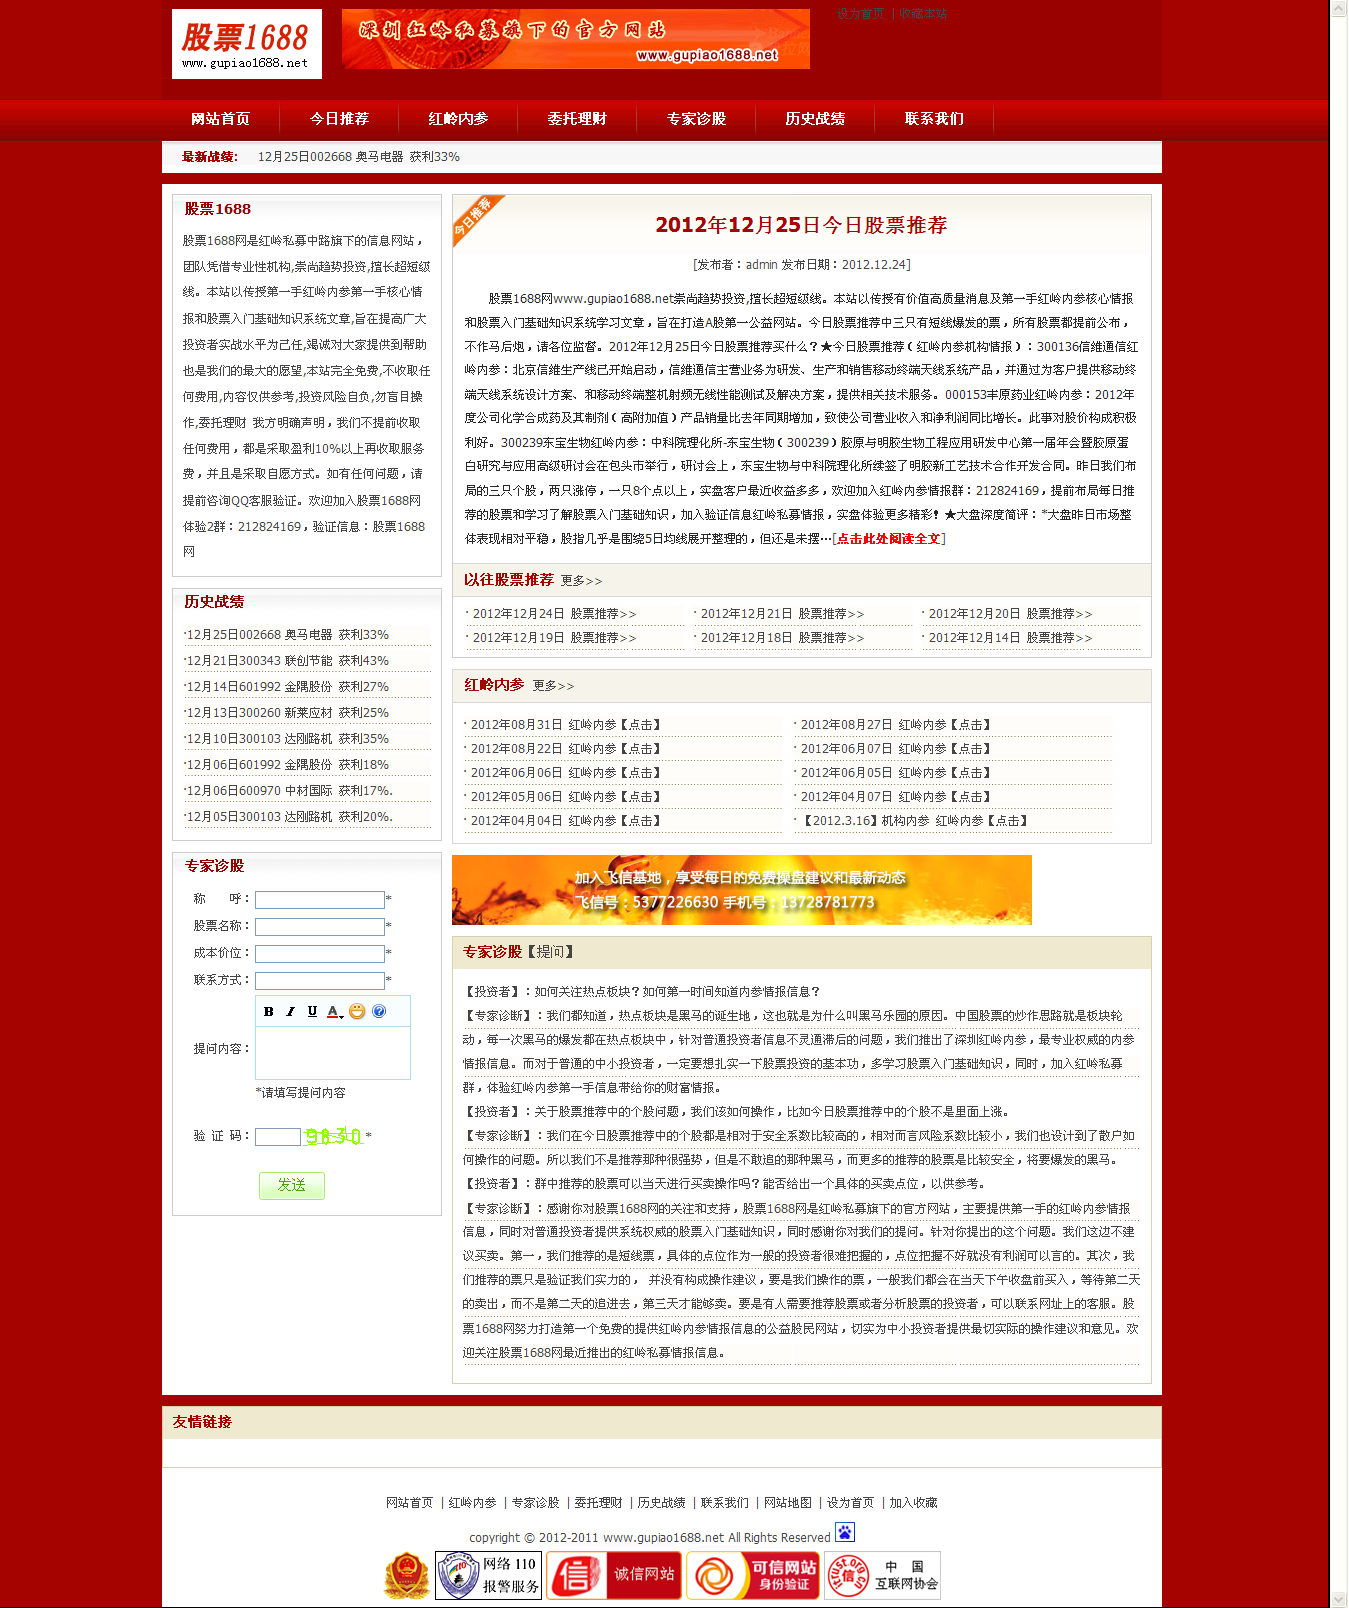 股票1688
www.gupiao1688.net
深圳红岭私募旗下的官方网站
www.gupiao1688.net
设为首页 | 收藏本站
网站首页 今日推荐 红岭内参 委托理财 专家诊股 历史战绩 联系我们
最新战绩: 12月25日002668 奥马电器 获利33%
股票1688
股票1688网是红岭私募中路旗下的信息网站，
团队凭借专业性机构,崇尚趋势投资,擅长超短级
线。本站以传授第一手红岭内参第一手核心情
报和股票入门基础知识系统文章,旨在提高广大
投资者实战水平为己任,竭诚对大家提供到帮助
也是我们的最大的愿望,本站完全免费,不收取任
何费用,内容仅供参考,投资风险自负,勿盲目操
作,委托理财 我方明确声明，我们不提前收取
任何费用，都是采取盈利10%以上再收取服务
费，并且是采取自愿方式。如有任何问题，请
提前咨询QQ客服验证。欢迎加入股票1688网
体验2群：212824169，验证信息：股票1688
网
历史战绩
·12月25日002668 奥马电器 获利33%
·12月21日300343 联创节能 获利43%
·12月14日601992 金隅股份 获利27%
·12月13日300260 新莱应材 获利25%
·12月10日300103 达刚路机 获利35%
·12月06日601992 金隅股份 获利18%
·12月06日600970 中材国际 获利17%.
·12月05日300103 达刚路机 获利20%.
专家诊股
称 呼： *
股票名称： *
成本价位： *
联系方式： *
B I U A
提问内容：
*请填写提问内容
验 证 码： 9830 *
发送
今日推荐
2012年12月25日今日股票推荐
[发布者：admin 发布日期：2012.12.24]
股票1688网www.gupiao1688.net崇尚趋势投资,擅长超短级线。本站以传授有价值高质量消息及第一手红岭内参核心情报
和股票入门基础知识系统学习文章，旨在打造A股第一公益网站。今日股票推荐中三只有短线爆发的票，所有股票都提前公布，
不作马后炮，请各位监督。2012年12月25日今日股票推荐买什么？★今日股票推荐（红岭内参机构情报）：300136信维通信红
岭内参：北京信维生产线已开始启动，信维通信主营业务为研发、生产和销售移动终端天线系统产品，并通过为客户提供移动终
端天线系统设计方案、和移动终端整机射频无线性能测试及解决方案，提供相关技术服务。000153丰原药业红岭内参：2012年
度公司化学合成药及其制剂（高附加值）产品销量比去年同期增加，致使公司营业收入和净利润同比增长。此事对股价构成积极
利好。300239东宝生物红岭内参：中科院理化所-东宝生物（300239）胶原与明胶生物工程应用研发中心第一届年会暨胶原蛋
白研究与应用高级研讨会在包头市举行，研讨会上，东宝生物与中科院理化所续签了明胶新工艺技术合作开发合同。昨日我们布
局的三只个股，两只涨停，一只8个点以上，实盘客户最近收益多多，欢迎加入红岭内参情报群：212824169，提前布局每日推
荐的股票和学习了解股票入门基础知识，加入验证信息红岭私募情报，实盘体验更多精彩！★大盘深度简评：*大盘昨日市场整
体表现相对平稳，股指几乎是围绕5日均线展开整理的，但还是未摆…[点击此处阅读全文]
以往股票推荐 更多>>
· 2012年12月24日 股票推荐>> · 2012年12月21日 股票推荐>> · 2012年12月20日 股票推荐>>
· 2012年12月19日 股票推荐>> · 2012年12月18日 股票推荐>> · 2012年12月14日 股票推荐>>
红岭内参 更多>>
· 2012年08月31日 红岭内参【点击】 · 2012年08月27日 红岭内参【点击】
· 2012年08月22日 红岭内参【点击】 · 2012年06月07日 红岭内参【点击】
· 2012年06月06日 红岭内参【点击】 · 2012年06月05日 红岭内参【点击】
· 2012年05月06日 红岭内参【点击】 · 2012年04月07日 红岭内参【点击】
· 2012年04月04日 红岭内参【点击】 · 【2012.3.16】机构内参 红岭内参【点击】
加入飞信基地，享受每日的免费操盘建议和最新动态
飞信号：5377226630 手机号：13728781773
专家诊股【提问】
【投资者】：如何关注热点板块？如何第一时间知道内参情报信息？
【专家诊断】：我们都知道，热点板块是黑马的诞生地，这也就是为什么叫黑马乐园的原因。中国股票的炒作思路就是板块轮
动，每一次黑马的爆发都在热点板块中，针对普通投资者信息不灵通滞后的问题，我们推出了深圳红岭内参，最专业权威的内参
情报信息。而对于普通的中小投资者，一定要想扎实一下股票投资的基本功，多学习股票入门基础知识，同时，加入红岭私募
群，体验红岭内参第一手信息带给你的财富情报。
【投资者】：关于股票推荐中的个股问题，我们该如何操作，比如今日股票推荐中的个股不是里面上涨。
【专家诊断】：我们在今日股票推荐中的个股都是相对于安全系数比较高的，相对而言风险系数比较小，我们也设计到了散户如
何操作的问题。所以我们不是推荐那种很强势，但是不敢追的那种黑马，而更多的推荐的股票是比较安全，将要爆发的黑马。
【投资者】：群中推荐的股票可以当天进行买卖操作吗？能否给出一个具体的买卖点位，以供参考。
【专家诊断】：感谢你对股票1688网的关注和支持，股票1688网是红岭私募旗下的官方网站，主要提供第一手的红岭内参情报
信息，同时对普通投资者提供系统权威的股票入门基础知识，同时感谢你对我们的提问。针对你提出的这个问题。我们这边不建
议买卖。第一，我们推荐的是短线票，具体的点位作为一般的投资者很难把握的，点位把握不好就没有利润可以言的。其次，我
们推荐的票只是验证我们实力的， 并没有构成操作建议，要是我们操作的票，一般我们都会在当天下午收盘前买入，等待第二天
的卖出，而不是第二天的追进去，第三天才能够卖。要是有人需要推荐股票或者分析股票的投资者，可以联系网址上的客服。股
票1688网努力打造第一个免费的提供红岭内参情报信息的公益股民网站，切实为中小投资者提供最切实际的操作建议和意见。欢
迎关注股票1688网最近推出的红岭私募情报信息。
友情链接
网站首页 | 红岭内参 | 专家诊股 | 委托理财 | 历史战绩 | 联系我们 | 网站地图 | 设为首页 | 加入收藏
copyright © 2012-2011 www.gupiao1688.net All Rights Reserved
网络 110
报警服务
信 诚信网站
可信网站
身份验证
中 国
互联网协会